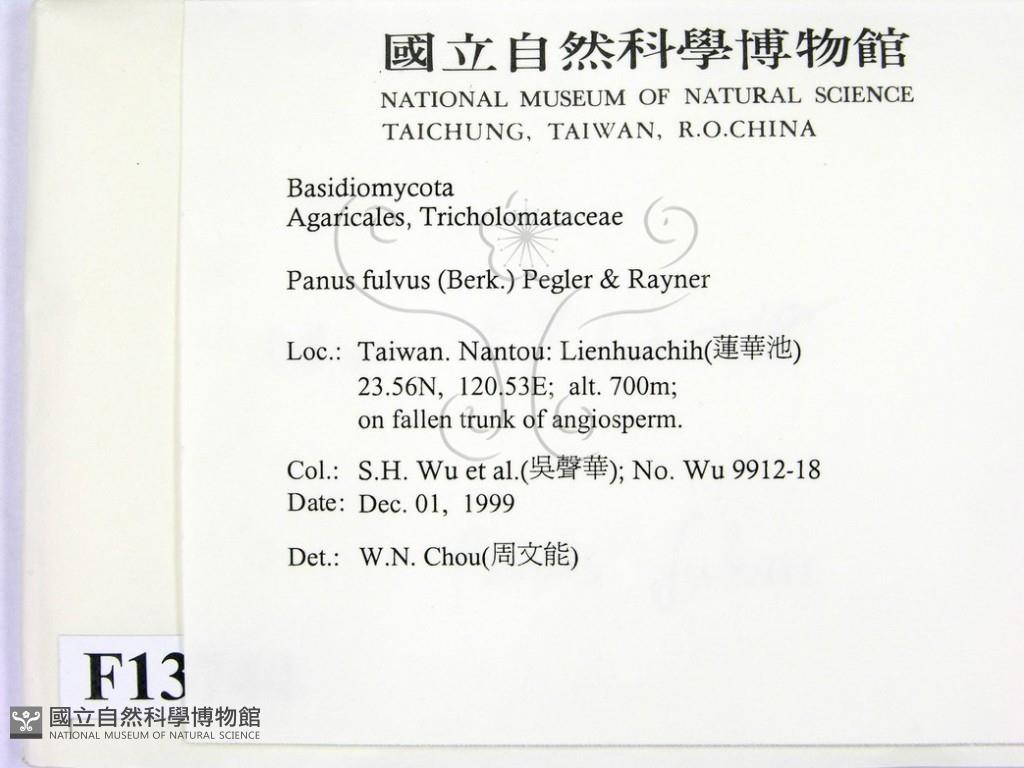 國立自然科學博物館
NATIONAL MUSEUM OF NATURAL SCIENCE
TAICHUNG, TAIWAN, R.O.CHINA
Basidiomycota
Agaricales, Tricholomataceae
Panus fulvus (Berk.) Pegler & Rayner
Loc.: Taiwan. Nantou: Lienhuachih(蓮華池)
23.56N, 120.53E; alt. 700m;
on fallen trunk of angiosperm.
Col.: S.H. Wu et al.(吳聲華); No. Wu 9912-18
Date: Dec. 01, 1999
Det.: W.N. Chou(周文能)
F13
國立自然科學博物館
NATIONAL MUSEUM OF NATURAL SCIENCE